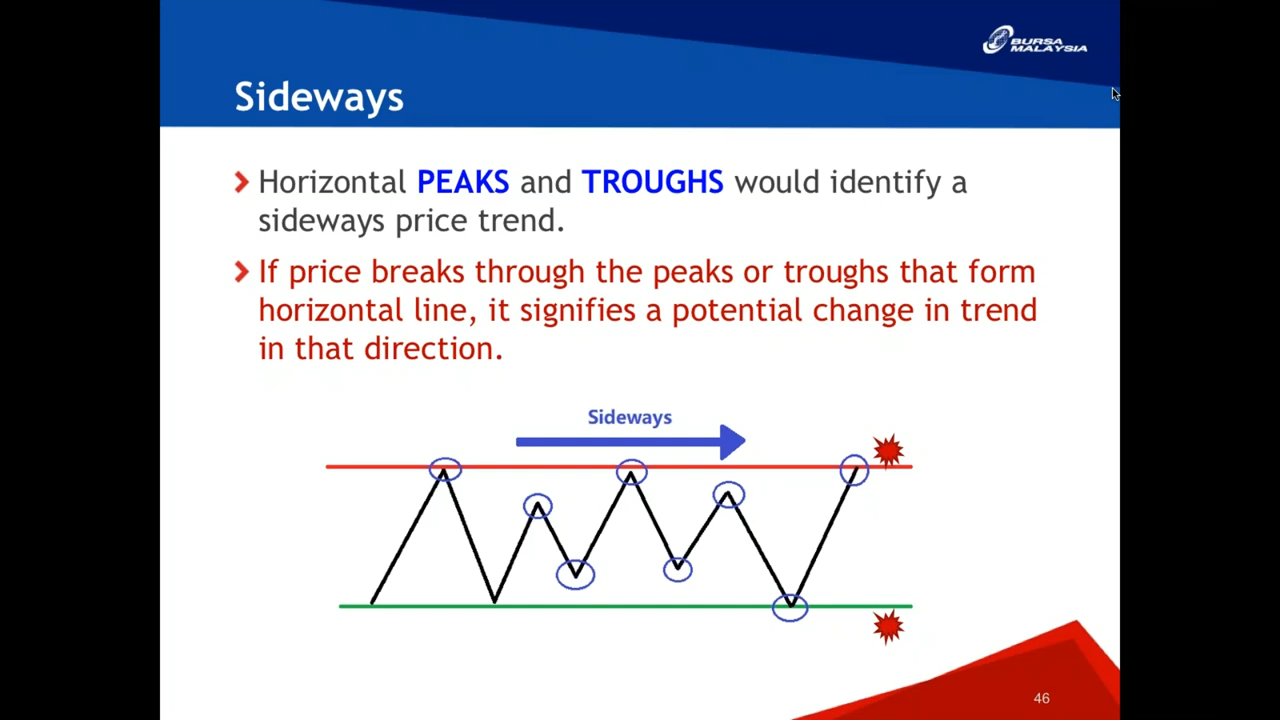 BURSA
MALAYSIA
Sideways
Horizontal PEAKS and TROUGHS would identify a
sideways price trend.
If price breaks through the peaks or troughs that form
horizontal line, it signifies a potential change in trend
in that direction.
Sideways
46